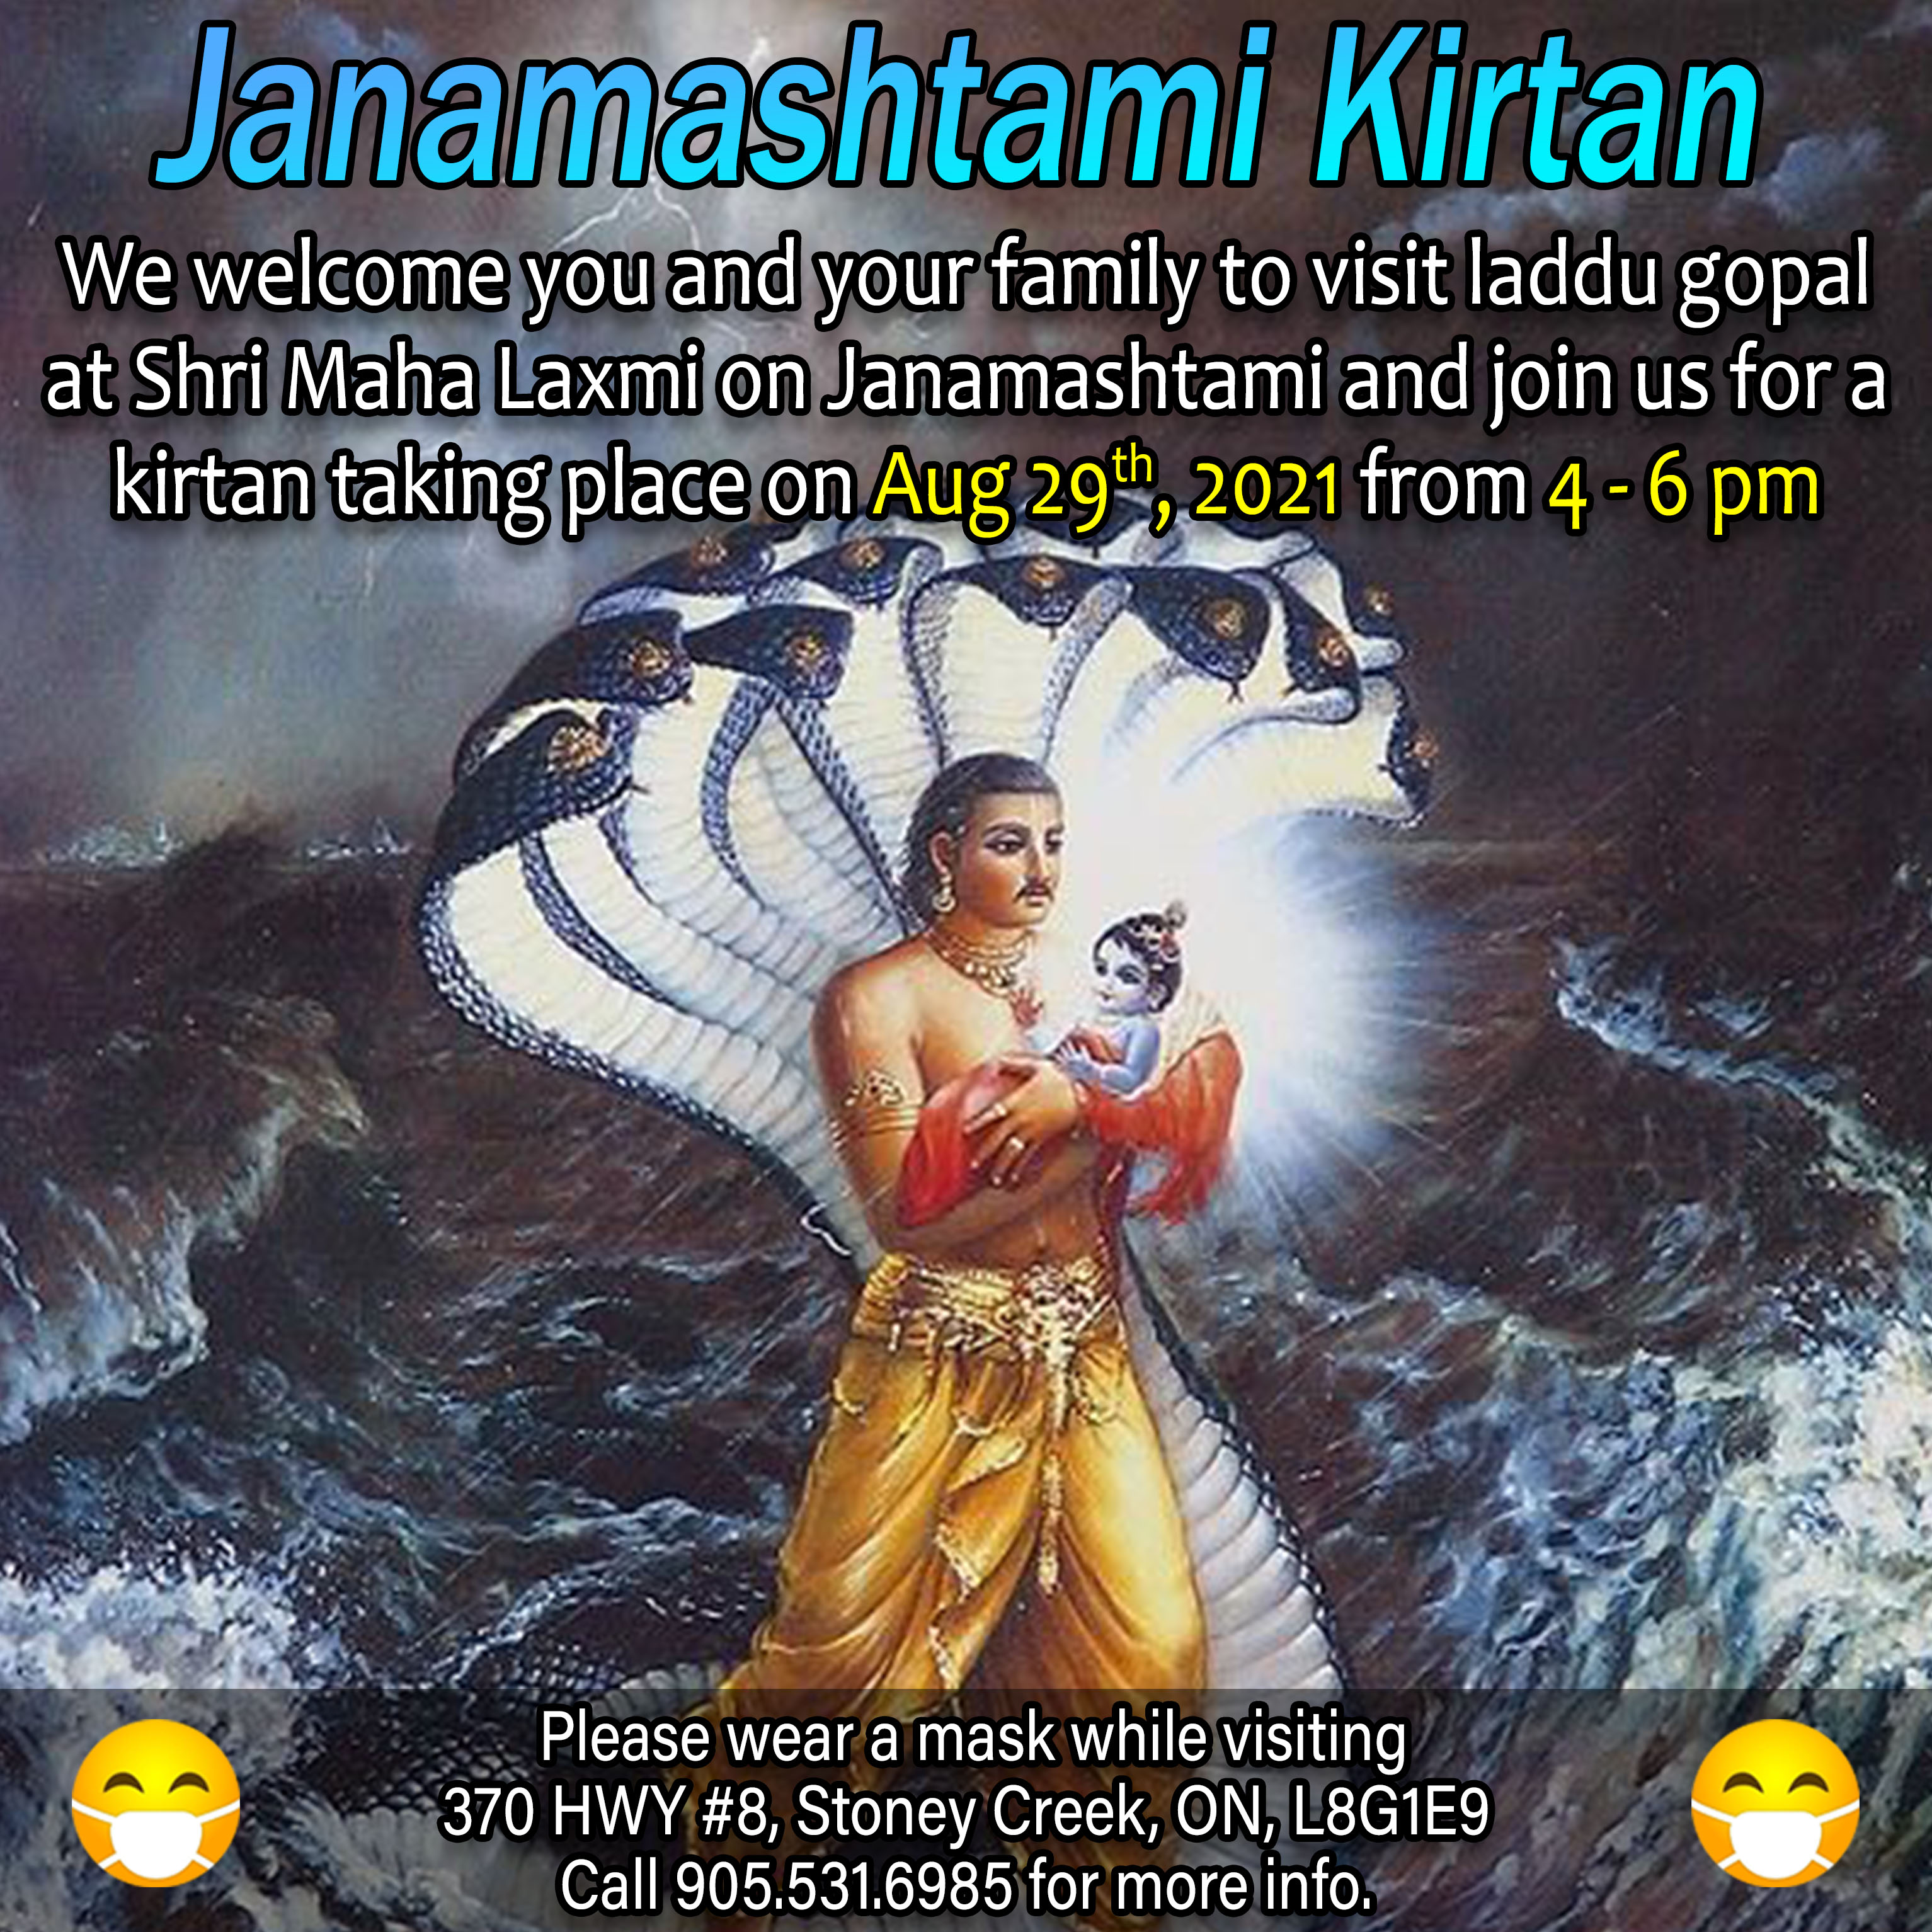 Janamashtami Kirtan
We welcome you and your family to visit laddu gopal
at Shri Maha Laxmi on Janamashtami and join us for a
kirtan taking place on Aug 29th, 2021 from 4 - 6 pm
Please wear a mask while visiting
370 HWY #8, Stoney Creek, ON, L8G1E9
Call 905.531.6985 for more info.